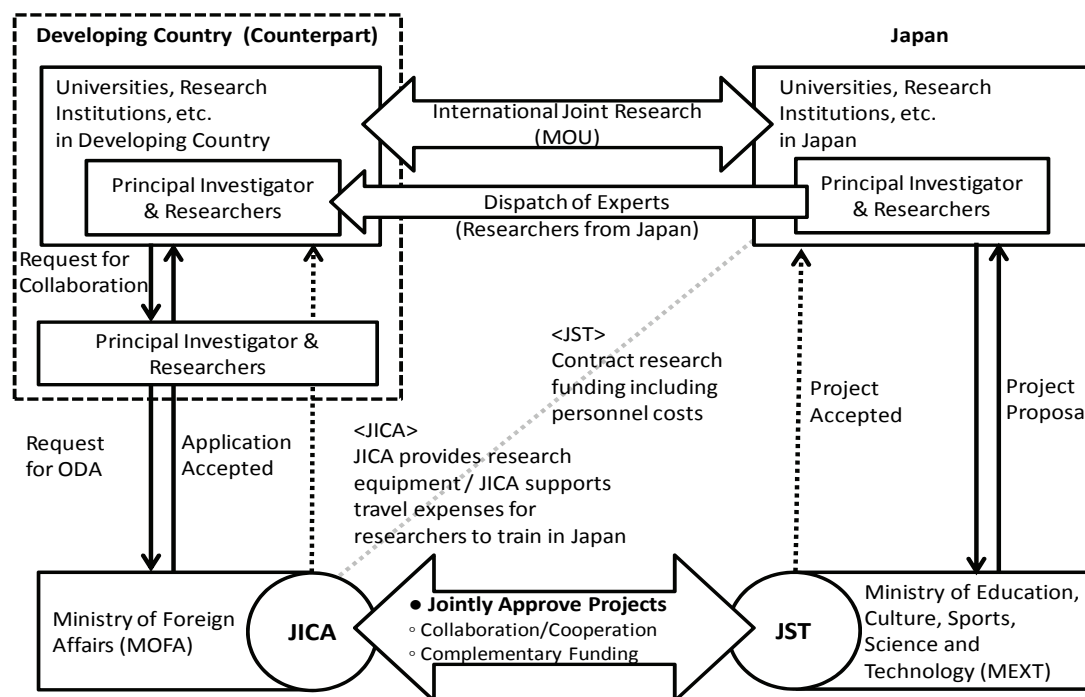 Developing Country (Counterpart)
Japan
Universities, Research
Institutions, etc.
in Developing Country
Principal Investigator
& Researchers
International Joint Research
(MOU)
Dispatch of Experts
(Researchers from Japan)
Universities, Research
Institutions, etc.
in Japan
Principal Investigator
& Researchers
Request for
Collaboration
Principal Investigator &
Researchers
<JST>
Contract research
funding including
personnel costs
Project
Accepted
Project
Proposal
Request
for ODA
Application
Accepted
<JICA>
JICA provides research
equipment / JICA supports
travel expenses for
researchers to train in Japan
Ministry of Foreign
Affairs (MOFA)
JICA
● Jointly Approve Projects
◦ Collaboration/Cooperation
◦ Complementary Funding
JST
Ministry of Education,
Culture, Sports,
Science and
Technology (MEXT)